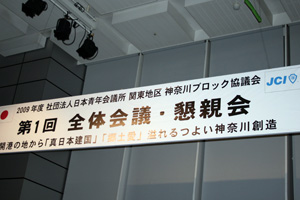 2009年度 社団法人日本青年会議所 関東地区 神奈川ブロック協議会
JCI
第1回 全体会議・懇親会
開港の地から「真日本建国」「郷土愛」溢れるつよい神奈川創造